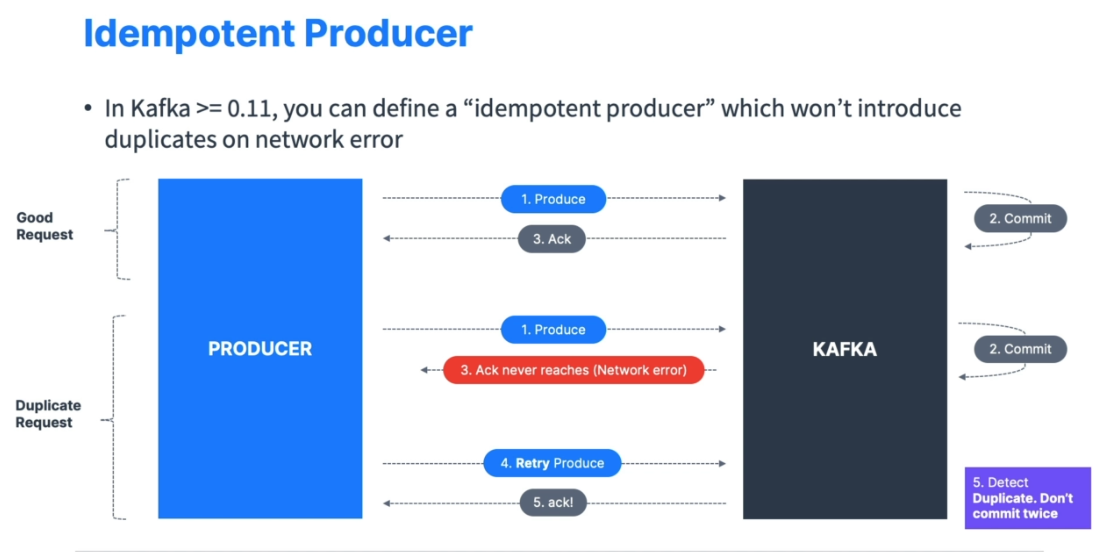 Idempotent Producer
• In Kafka >= 0.11, you can define a “idempotent producer” which won’t introduce
duplicates on network error
Good
Request
1. Produce
3. Ack
2. Commit
PRODUCER
KAFKA
Duplicate
Request
1. Produce
3. Ack never reaches (Network error)
2. Commit
4. Retry Produce
5. ack!
5. Detect
Duplicate. Don't
commit twice